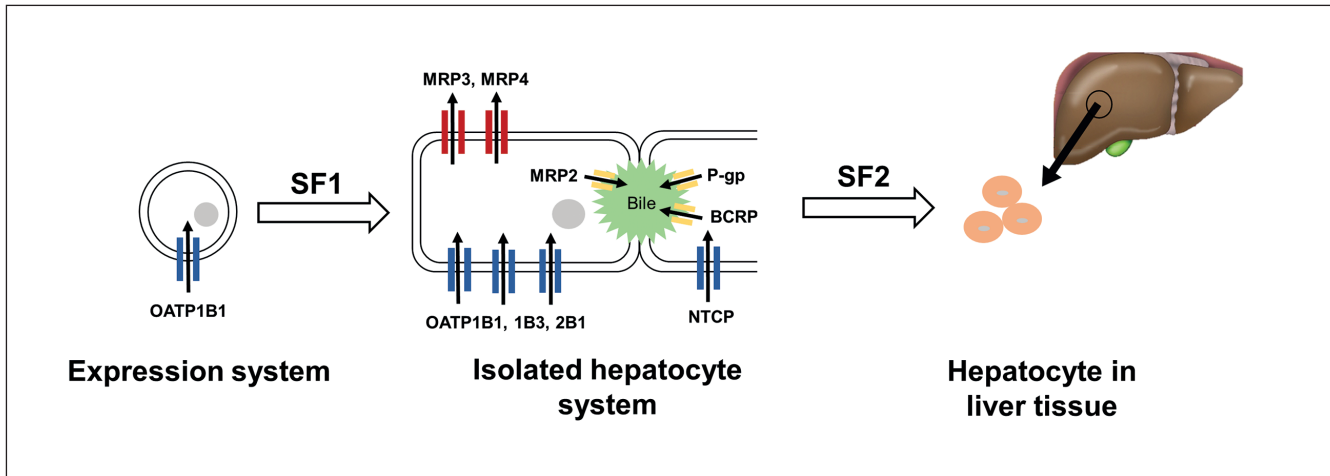 MRP3, MRP4
SF1
MRP2
P-gp
SF2
Bile
BCRP
OATP1B1
OATP1B1, 1B3, 2B1
NTCP
Expression system
Isolated hepatocyte
system
Hepatocyte in
liver tissue